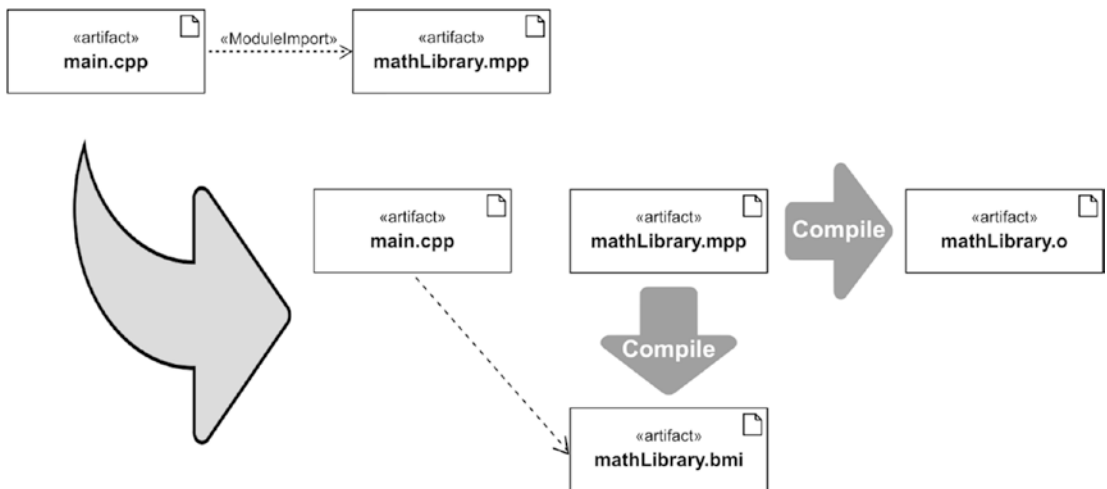 «artifact»
main.cpp
«ModuleImport»
«artifact»
mathLibrary.mpp
«artifact»
main.cpp
«artifact»
mathLibrary.mpp
Compile
«artifact»
mathLibrary.o
Compile
«artifact»
mathLibrary.bmi